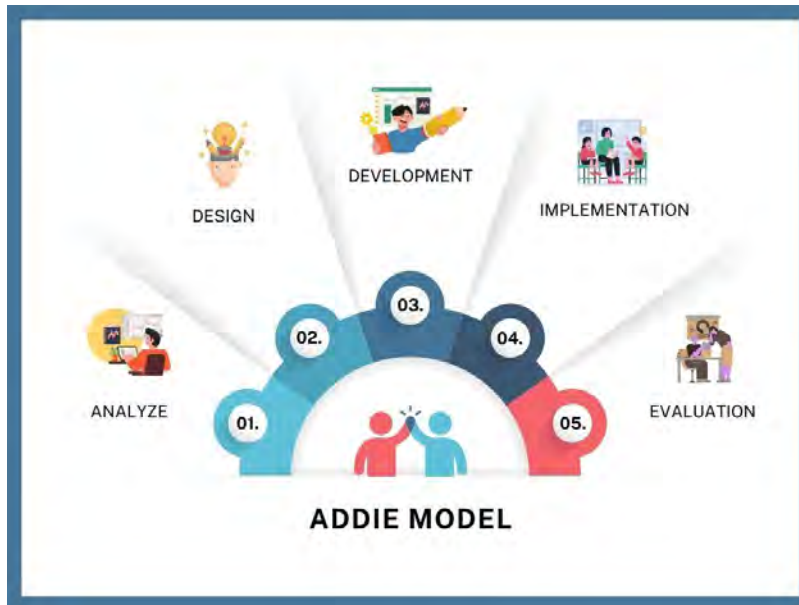 ANALYZE
01.
DESIGN
02.
DEVELOPMENT
03.
IMPLEMENTATION
04.
EVALUATION
05.
ADDIE MODEL